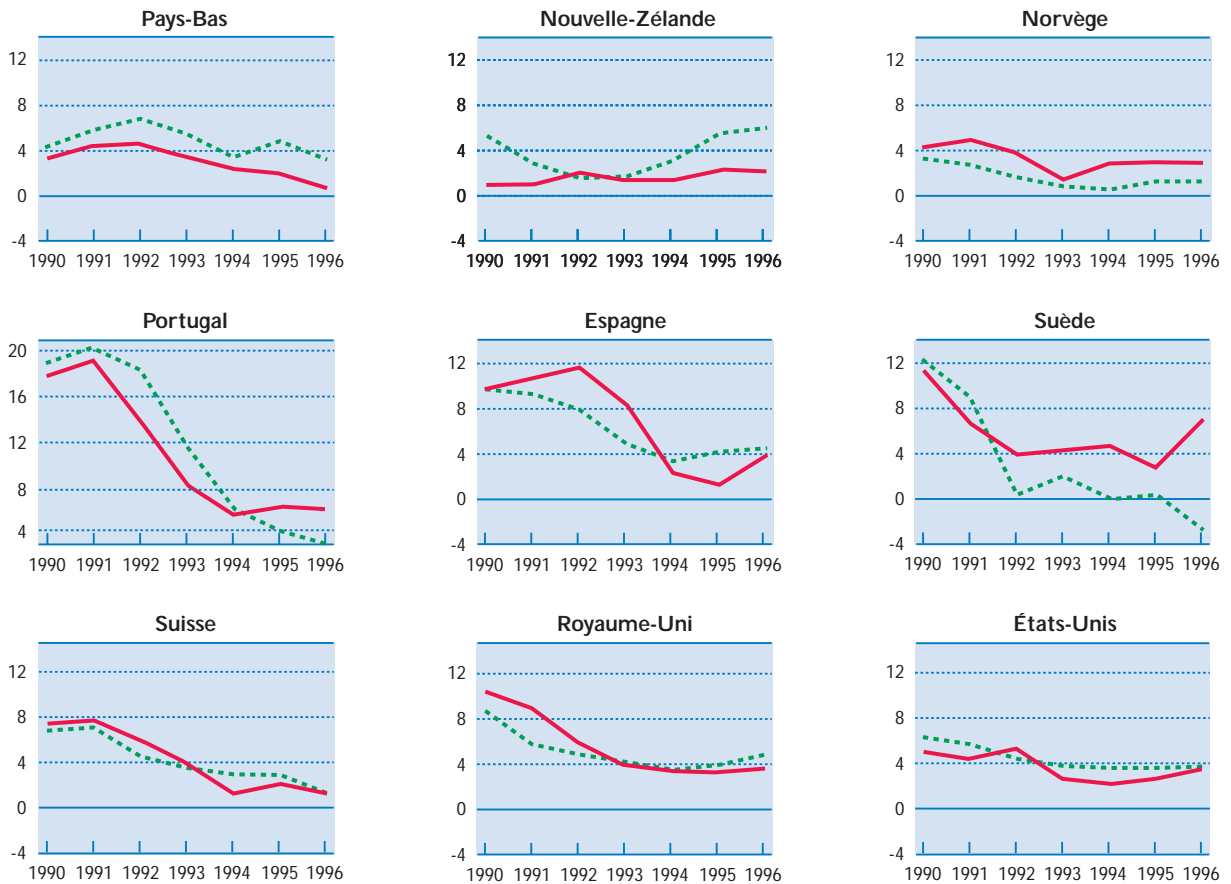 Pays-Bas Nouvelle-Zélande Norvège
12 12 12
8 8 8
4 4 4
0 0 0
-4 -4 -4
1990 1991 1992 1993 1994 1995 1996 1990 1991 1992 1993 1994 1995 1996 1990 1991 1992 1993 1994 1995 1996
Portugal Espagne Suède
20 12 12
16 8 8
12 4 4
8 0 0
4 -4 -4
1990 1991 1992 1993 1994 1995 1996 1990 1991 1992 1993 1994 1995 1996 1990 1991 1992 1993 1994 1995 1996
Suisse Royaume-Uni États-Unis
12 12 12
8 8 8
4 4 4
0 0 0
-4 -4 -4
1990 1991 1992 1993 1994 1995 1996 1990 1991 1992 1993 1994 1995 1996 1990 1991 1992 1993 1994 1995 1996